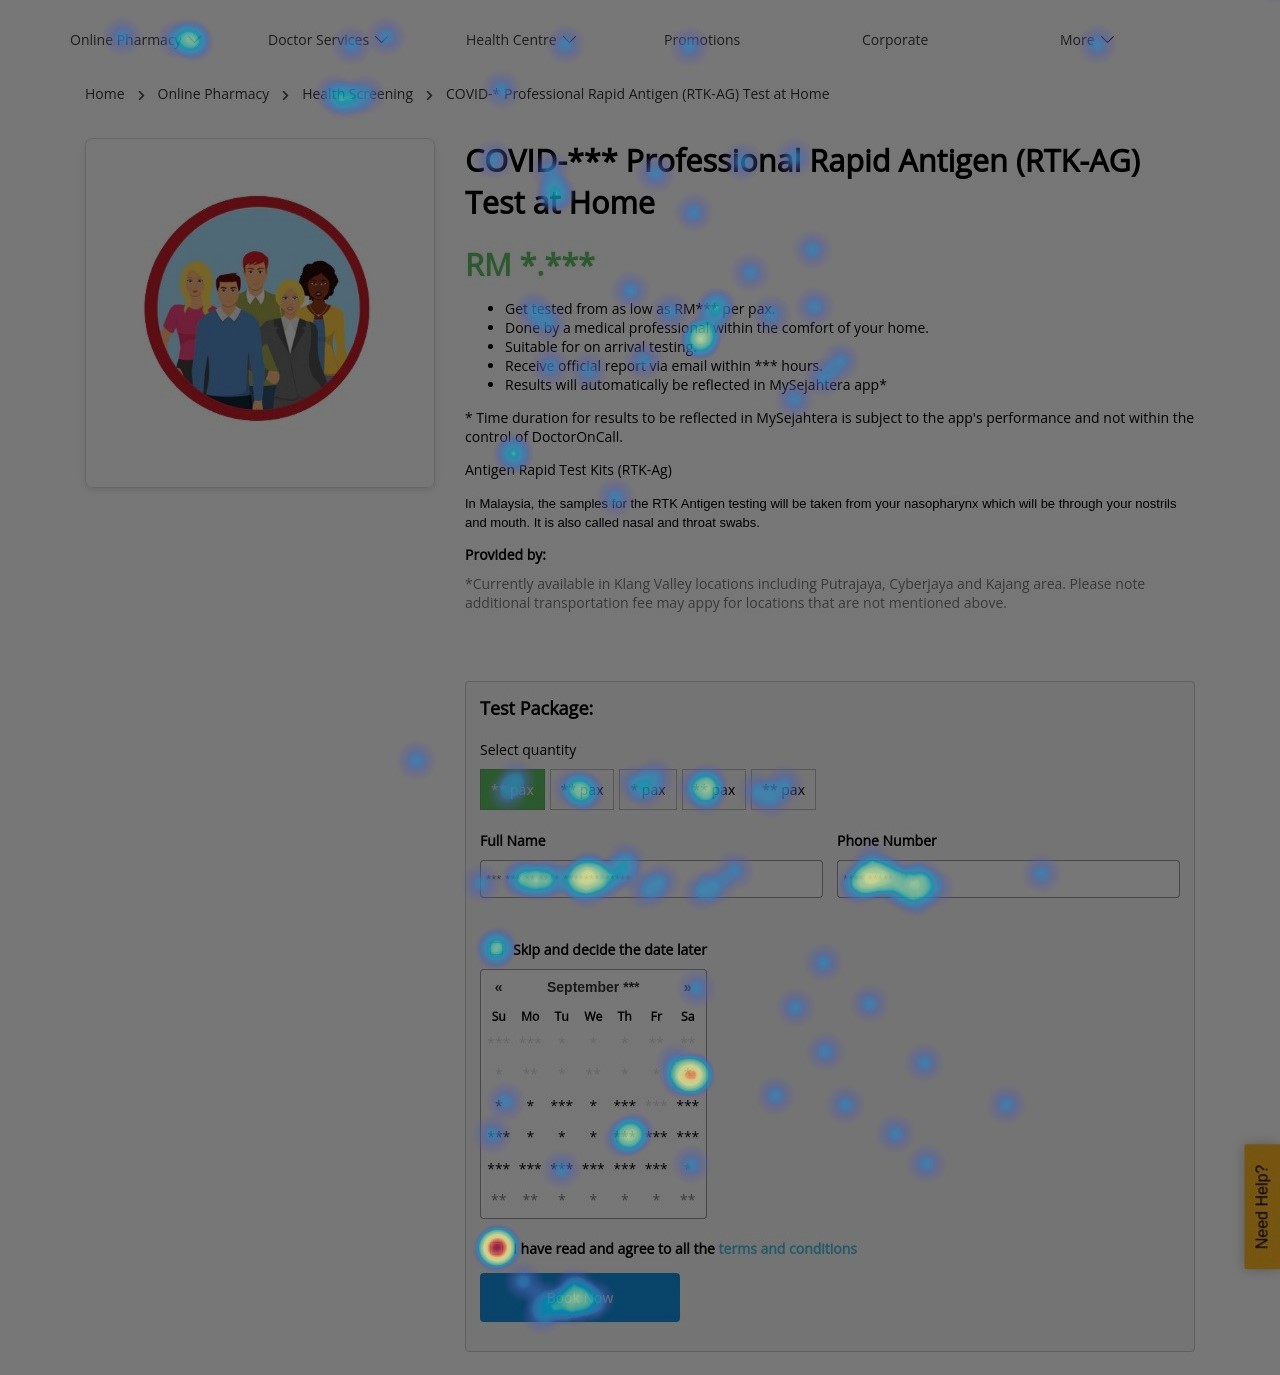 Online Pharmacy Doctor Services Health Centre Promotions Corporate More
Home > Online Pharmacy > Health Screening > COVID-* Professional Rapid Antigen (RTK-AG) Test at Home
COVID-*** Professional Rapid Antigen (RTK-AG)
Test at Home
RM *.***
• Get tested from as low as RM*** per pax.
• Done by a medical professional within the comfort of your home.
• Suitable for on arrival testing.
• Receive official report via email within *** hours.
• Results will automatically be reflected in MySejahtera app*
* Time duration for results to be reflected in MySejahtera is subject to the app's performance and not within the
control of DoctorOnCall.
Antigen Rapid Test Kits (RTK-Ag)
In Malaysia, the samples for the RTK Antigen testing will be taken from your nasopharynx which will be through your nostrils
and mouth. It is also called nasal and throat swabs.
Provided by:
*Currently available in Klang Valley locations including Putrajaya, Cyberjaya and Kajang area. Please note
additional transportation fee may appy for locations that are not mentioned above.
Test Package:
Select quantity
** pax ** pax * pax ** pax ** pax
Full Name Phone Number
Skip and decide the date later
« September *** »
Su Mo Tu We Th Fr Sa
*** *** * * * ** **
* ** * ** * *
* * *** * *** *** ***
*** * * * *** *** ***
*** *** *** *** *** *** *
** ** * * * * **
I have read and agree to all the terms and conditions
Book Now
Need Help?